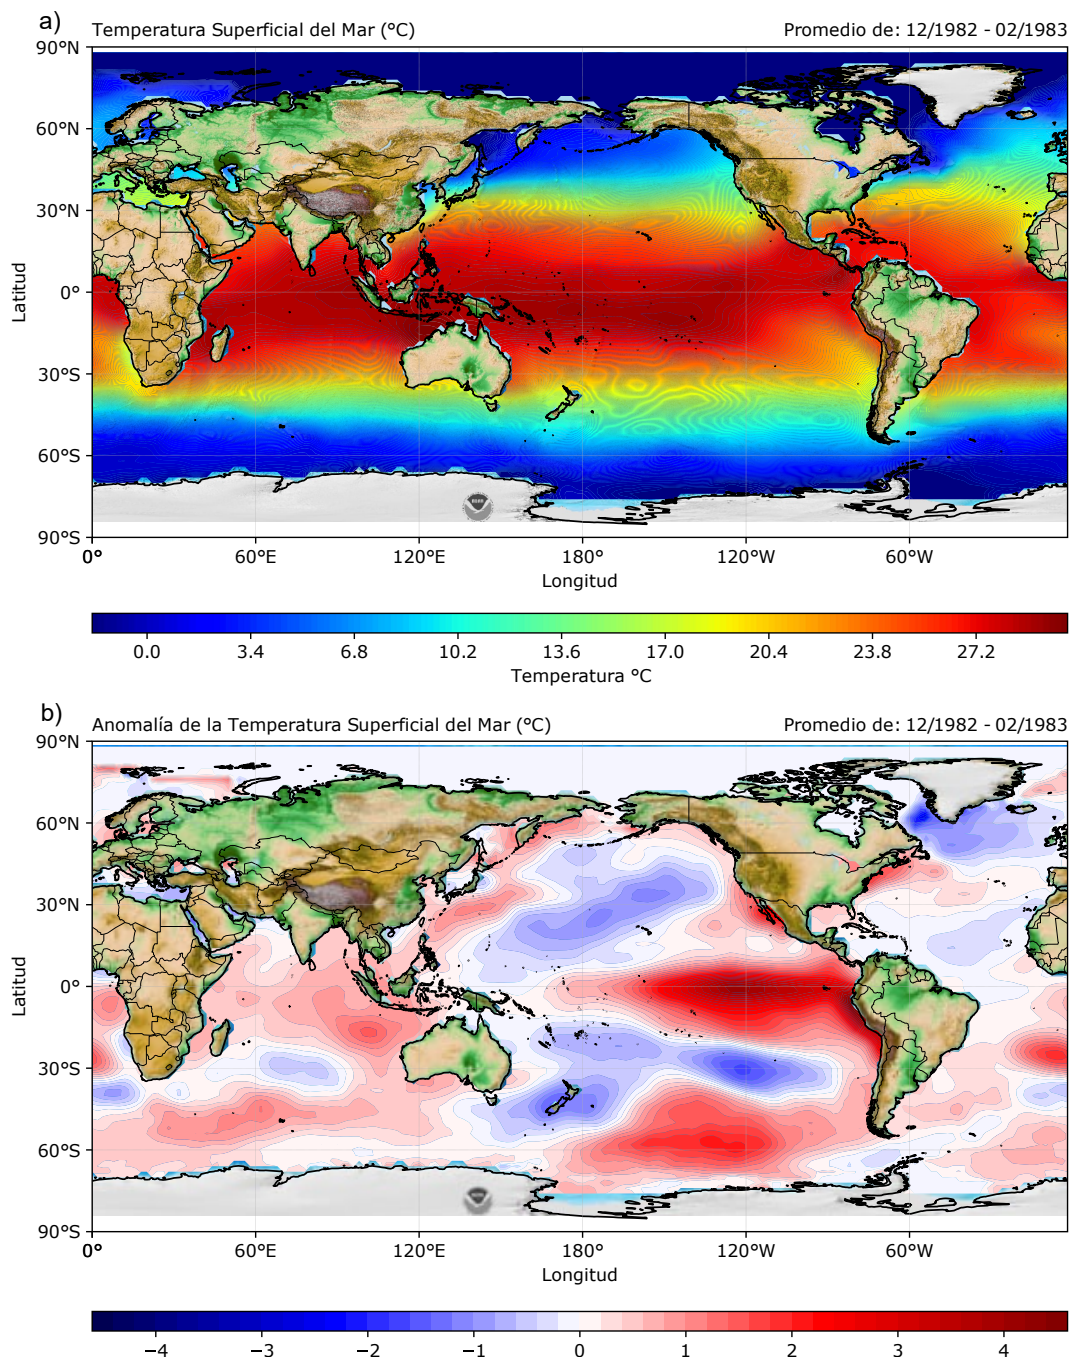 a)
Temperatura Superficial del Mar (°C) Promedio de: 12/1982 - 02/1983
90°N
60°N
30°N
0°
30°S
60°S
90°S
Latitud
0° 60°E 120°E 180° 120°W 60°W
Longitud
0.0 3.4 6.8 10.2 13.6 17.0 20.4 23.8 27.2
Temperatura °C
b)
Anomalía de la Temperatura Superficial del Mar (°C) Promedio de: 12/1982 - 02/1983
90°N
60°N
30°N
0°
30°S
60°S
90°S
Latitud
0° 60°E 120°E 180° 120°W 60°W
Longitud
−4 −3 −2 −1 0 1 2 3 4